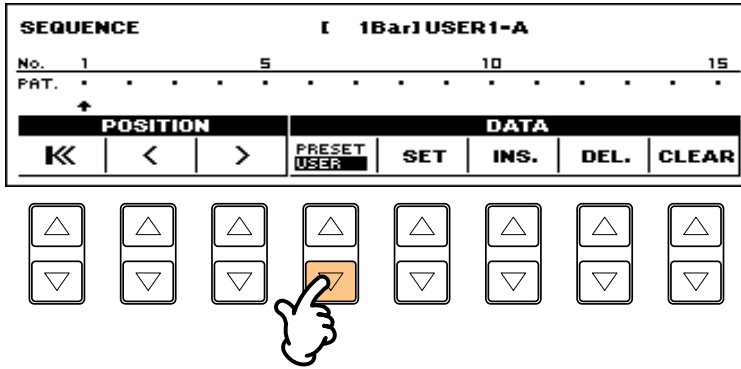 SEQUENCE [ 1Bar] USER1-A
No. 1 5 10 15
PAT.
POSITION DATA
PRESET
USER
SET INS. DEL. CLEAR